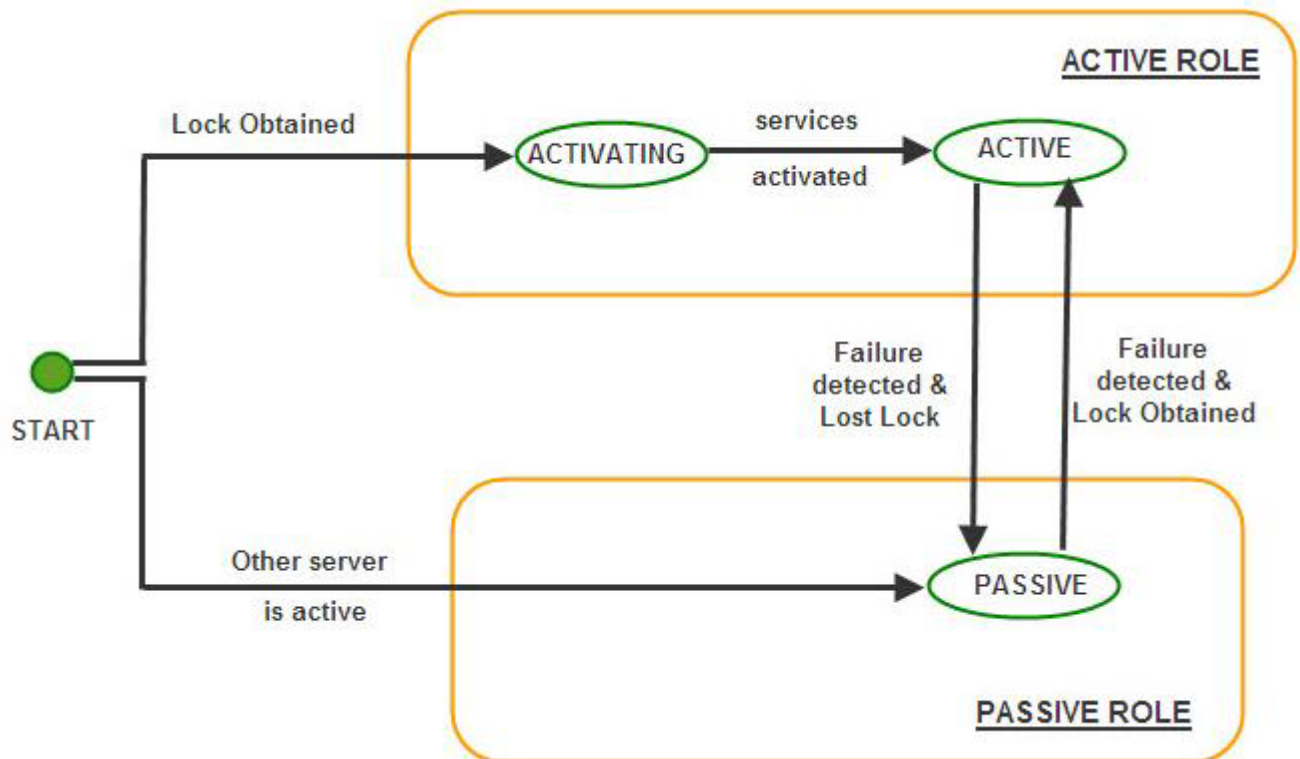 ACTIVE ROLE
Lock Obtained
services
ACTIVATING
ACTIVE
activated
Failure
detected &
Lost Lock
Failure
detected &
Lock Obtained
START
Other server
is active
PASSIVE
PASSIVE ROLE